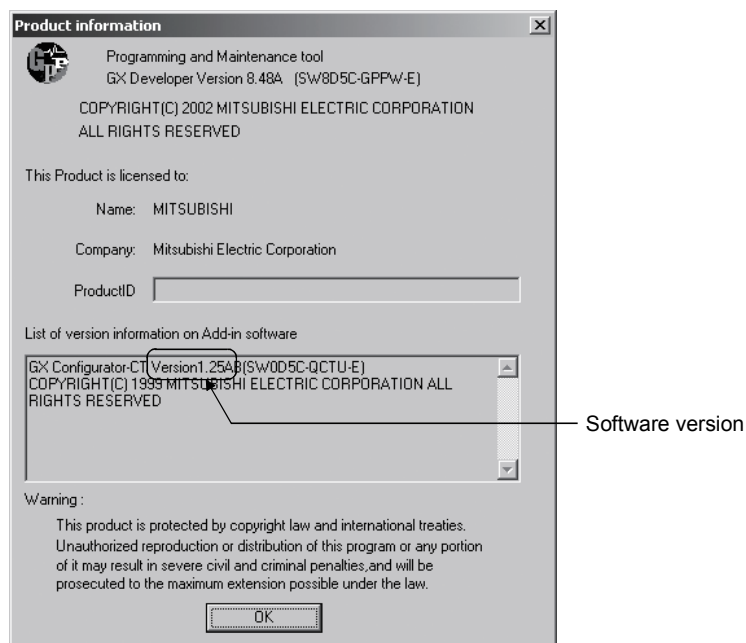 Product information
Programming and Maintenance tool
GX Developer Version 8.48A (SW8D5C-GPPW-E)
COPYRIGHT(C) 2002 MITSUBISHI ELECTRIC CORPORATION
ALL RIGHTS RESERVED
This Product is licensed to:
Name: MITSUBISHI
Company: Mitsubishi Electric Corporation
ProductID
List of version information on Add-in software
GX Configurator-CT Version1.25AB(SW0D5C-QCTU-E)
COPYRIGHT(C) 1999 MITSUBISHI ELECTRIC CORPORATION ALL
RIGHTS RESERVED
Software version
Warning :
This product is protected by copyright law and international treaties.
Unauthorized reproduction or distribution of this program or any portion
of it may result in severe civil and criminal penalties,and will be
prosecuted to the maximum extension possible under the law.
OK